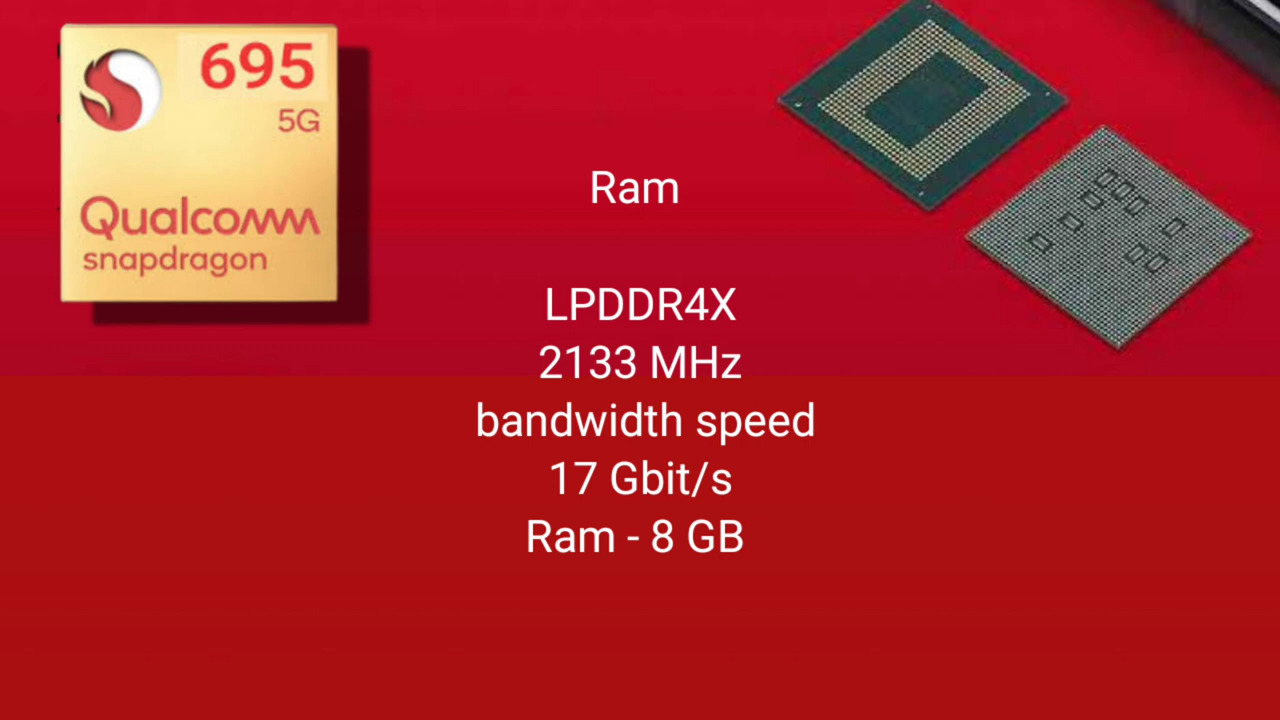 695
5G
Qualcomm
snapdragon
Ram
LPDDR4X
2133 MHz
bandwidth speed
17 Gbit/s
Ram - 8 GB